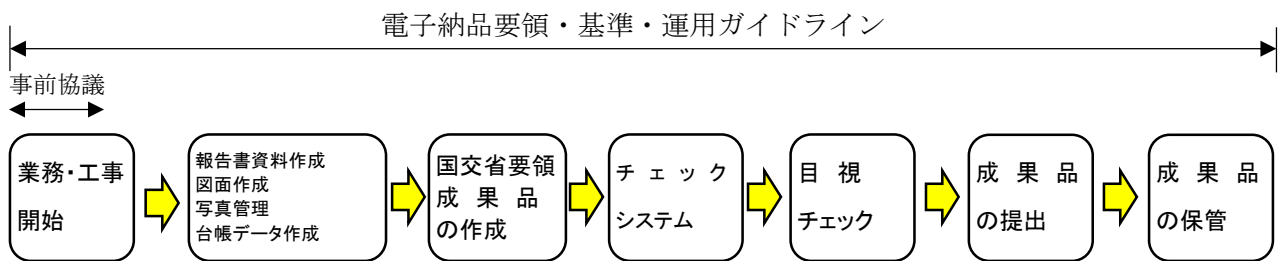 電子納品要領・基準・運用ガイドライン
事前協議
業務・工事
開始
報告書資料作成
図面作成
写真管理
台帳データ作成
国交省要領
成果品
の作成
チェック
システム
目視
チェック
成果品
の提出
成果品
の保管